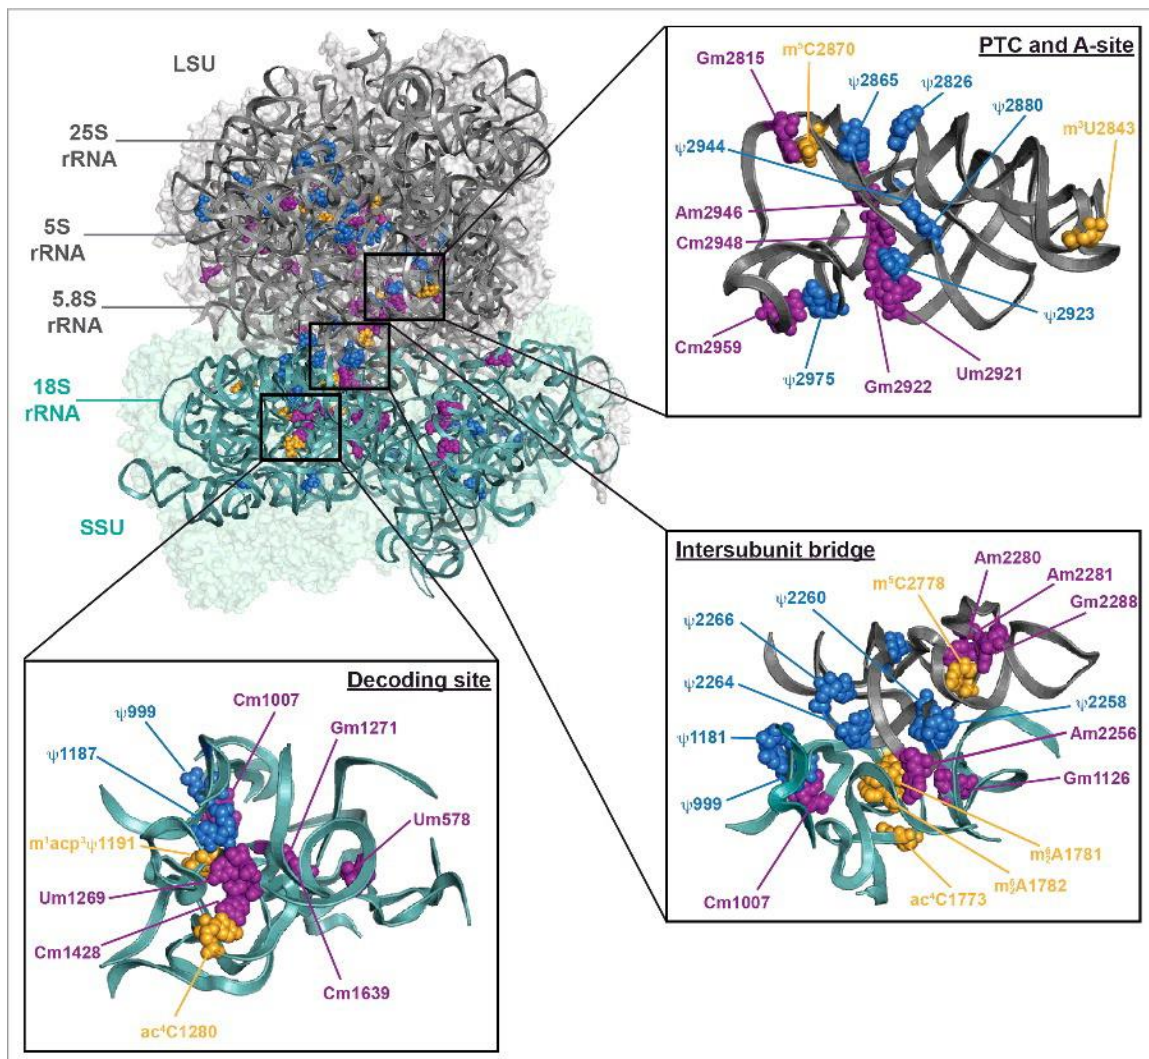 LSU
25S
rRNA
5S
rRNA
5.8S
rRNA
18S
rRNA
SSU
PTC and A-site
Gm2815
m⁵C2870
ψ2865
ψ2826
ψ2880
m³U2843
ψ2944
Am2946
Cm2948
Cm2959
ψ2975
Gm2922
Um2921
ψ2923
Intersubunit bridge
Am2280
Am2281
Gm2288
m⁵C2778
ψ2260
ψ2266
ψ2264
ψ2258
ψ1181
Am2256
Gm1126
ψ999
Cm1007
m⁶₂A1781
m⁶₂A1782
ac⁴C1773
Decoding site
Cm1007
ψ999
Gm1271
ψ1187
Um578
m¹acp³ψ1191
Um1269
Cm1428
Cm1639
ac⁴C1280